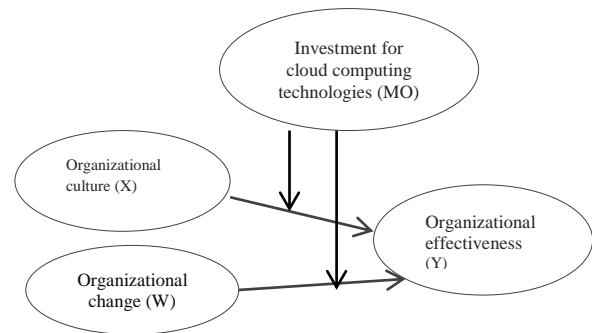 Investment for
cloud computing
technologies (MO)
Organizational
culture (X)
Organizational
effectiveness
(Y)
Organizational
change (W)